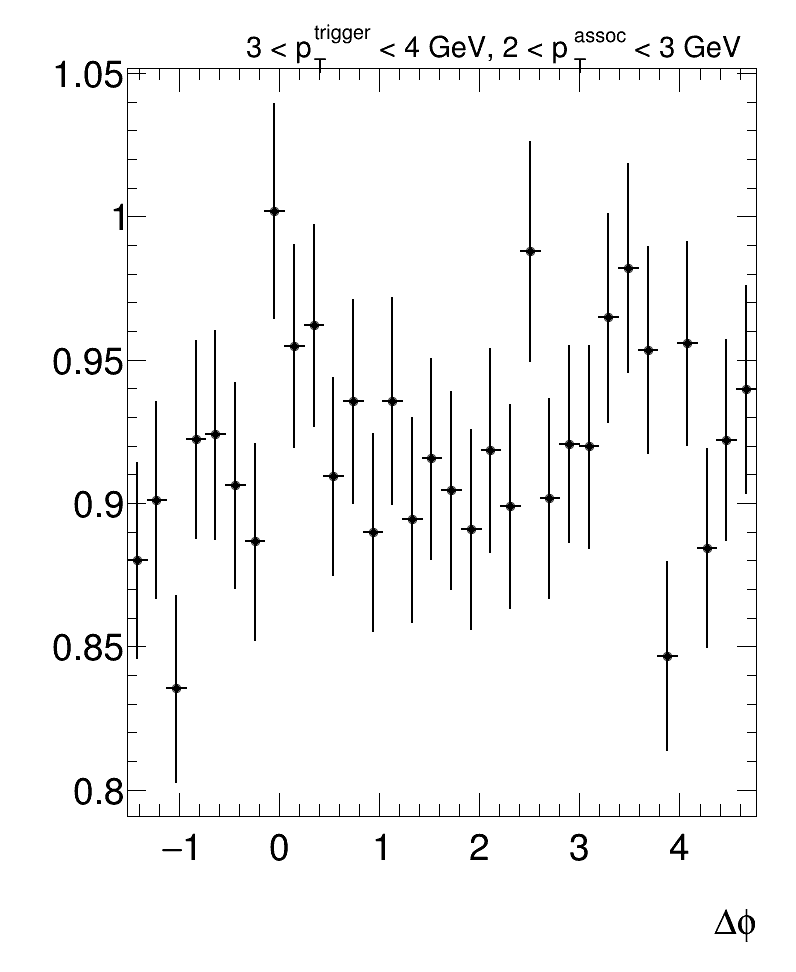 3 < p_T^trigger < 4 GeV, 2 < p_T^assoc < 3 GeV
1.05
1
0.95
0.9
0.85
0.8
−1 0 1 2 3 4
Δϕ